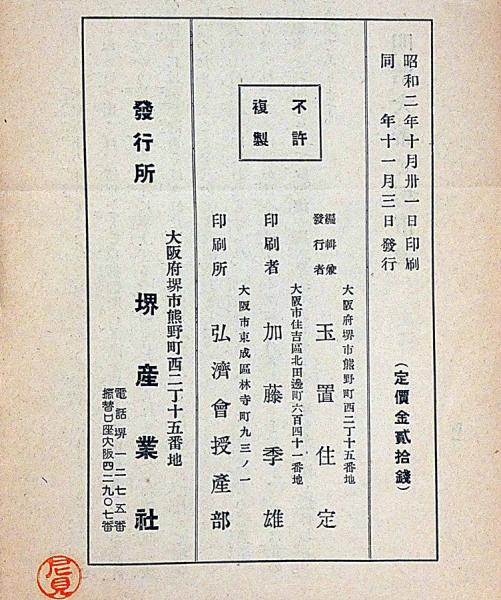 昭和二年十月卅一日印刷
同 年十一月三日發行
(定價金貳拾錢)
不許
複製
大阪府堺市熊野町西二丁十五番地
編輯兼
發行者
玉置住定
大阪市住吉區北田邊町六百四十一番地
印刷者 加藤季雄
大阪市東成區林寺町九三ノ一
印刷所 弘濟會授產部
大阪府堺市熊野町西二丁十五番地
發行所 堺產業社
電話堺一二七五番
振替口座大阪四二九〇七番
尼見